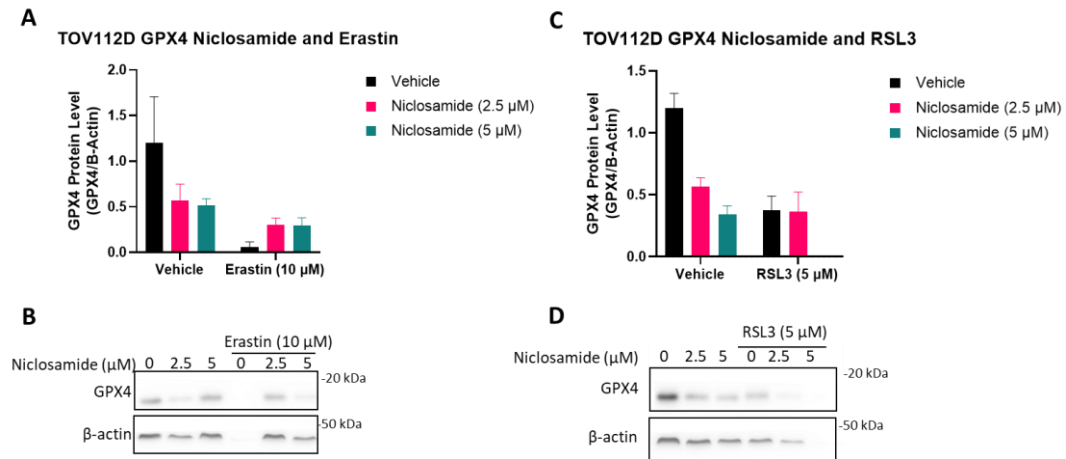 A
TOV112D GPX4 Niclosamide and Erastin
GPX4 Protein Level
(GPX4/B-Actin)
2.0
1.5
1.0
0.5
0.0
Vehicle
Erastin (10 µM)
Vehicle
Niclosamide (2.5 µM)
Niclosamide (5 µM)
C
TOV112D GPX4 Niclosamide and RSL3
GPX4 Protein Level
(GPX4/B-Actin)
1.5
1.0
0.5
0.0
Vehicle
RSL3 (5 µM)
Vehicle
Niclosamide (2.5 µM)
Niclosamide (5 µM)
B
Erastin (10 µM)
Niclosamide (µM) 0 2.5 5 0 2.5 5
-20 kDa
GPX4
-50 kDa
β-actin
D
RSL3 (5 µM)
Niclosamide (µM) 0 2.5 5 0 2.5 5
-20 kDa
GPX4
-50 kDa
β-actin